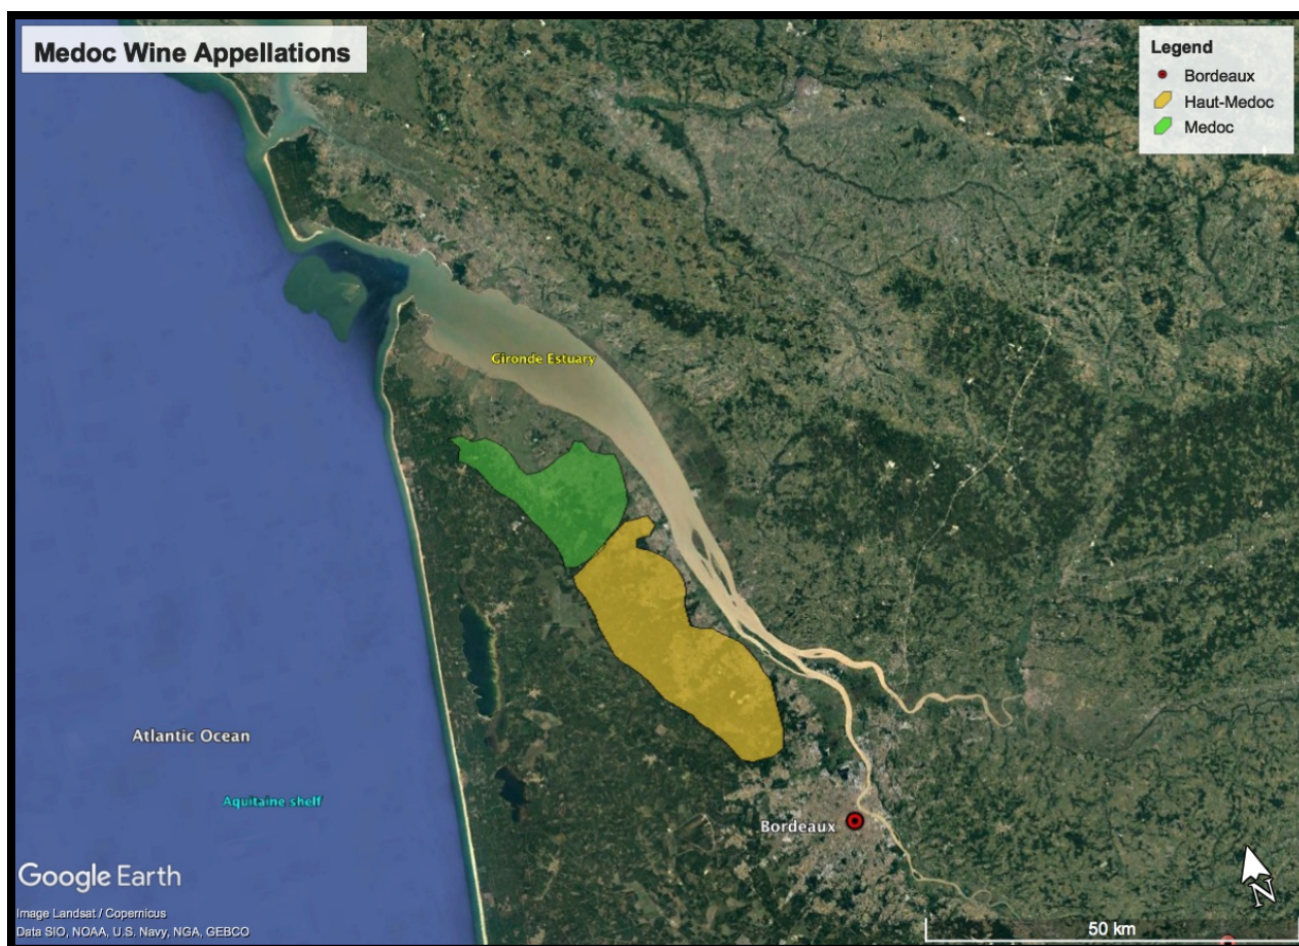 Medoc Wine Appellations
Legend
Bordeaux
Haut-Medoc
Medoc
Gironde Estuary
Atlantic Ocean
Aquitaine shelf
Bordeaux
Google Earth
N
Image Landsat / Copernicus
Data SIO, NOAA, U.S. Navy, NGA, GEBCO
50 km